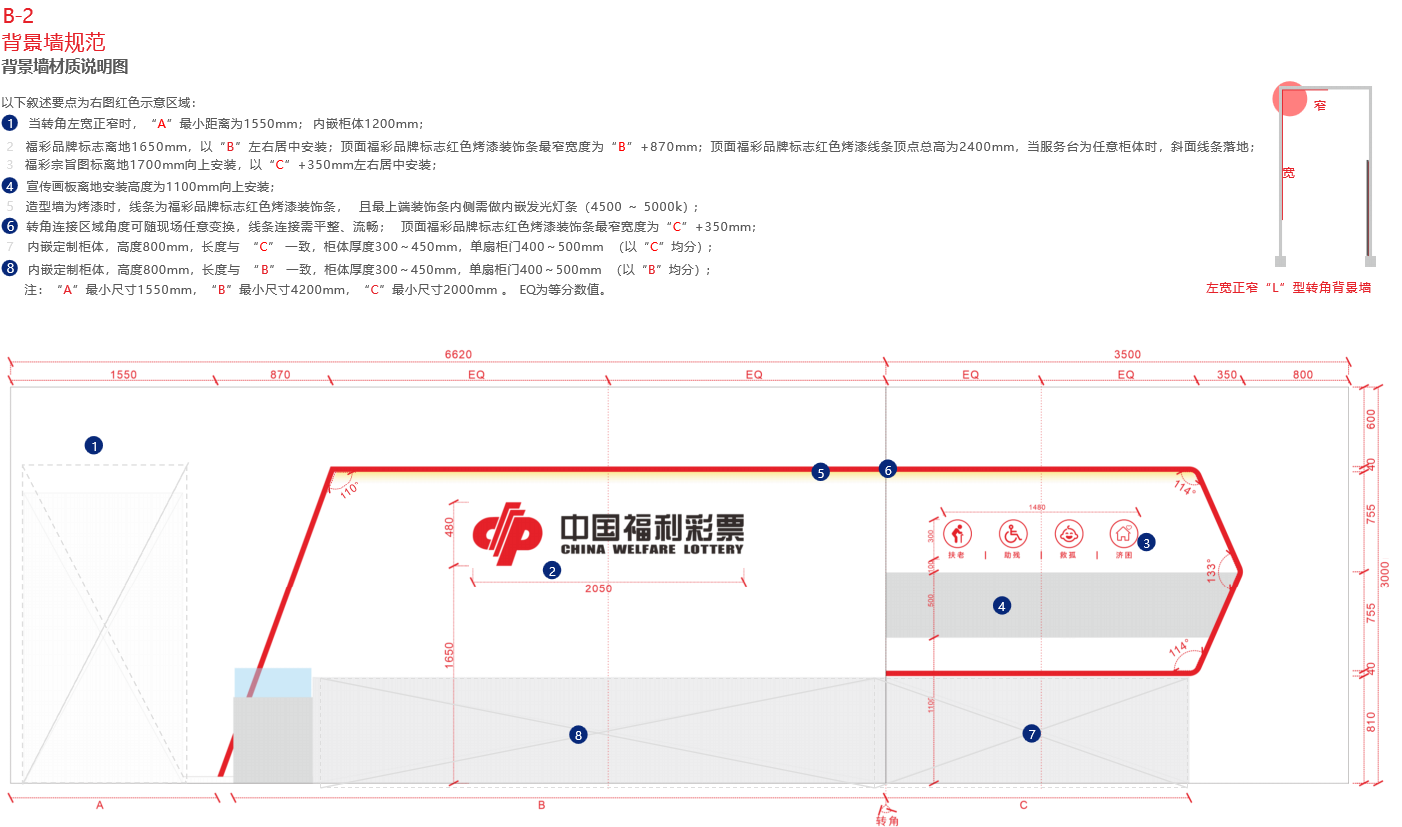 B-2
背景墙规范
背景墙材质说明图
以下叙述要点为右图红色示意区域：
1 当转角左宽正窄时，“A”最小距离为1550mm；内嵌柜体1200mm；
2 福彩品牌标志离地1650mm，以“B”左右居中安装；顶面福彩品牌标志红色烤漆装饰条最窄宽度为“B”+870mm；顶面福彩品牌标志红色烤漆线条顶点总高为2400mm，当服务台为任意柜体时，斜面线条落地；
3 福彩宗旨图标离地1700mm向上安装，以“C”+350mm左右居中安装；
4 宣传画板离地安装高度为1100mm向上安装；
5 造型墙为烤漆时，线条为福彩品牌标志红色烤漆装饰条， 且最上端装饰条内侧需做内嵌发光灯条（4500 ～ 5000k）；
6 转角连接区域角度可随现场任意变换，线条连接需平整、流畅； 顶面福彩品牌标志红色烤漆装饰条最窄宽度为“C”+350mm；
7 内嵌定制柜体，高度800mm，长度与 “C” 一致，柜体厚度300～450mm，单扇柜门400～500mm （以“C”均分）；
8 内嵌定制柜体，高度800mm，长度与 “B” 一致，柜体厚度300～450mm，单扇柜门400～500mm （以“B”均分）；
注：“A”最小尺寸1550mm，“B”最小尺寸4200mm，“C”最小尺寸2000mm 。 EQ为等分数值。
窄
宽
左宽正窄“L”型转角背景墙
6620 3500
1550 870 EQ EQ EQ EQ 350 800
600
40
755
3000
755
40
810
1
5
6
110°
114°
480
中国福利彩票
CHINA WELFARE LOTTERY
2
2050
1480
300
扶老 | 助残 | 救孤 | 济困
3
100
133°
500
4
114°
1650
1100
8
7
A B C
转角